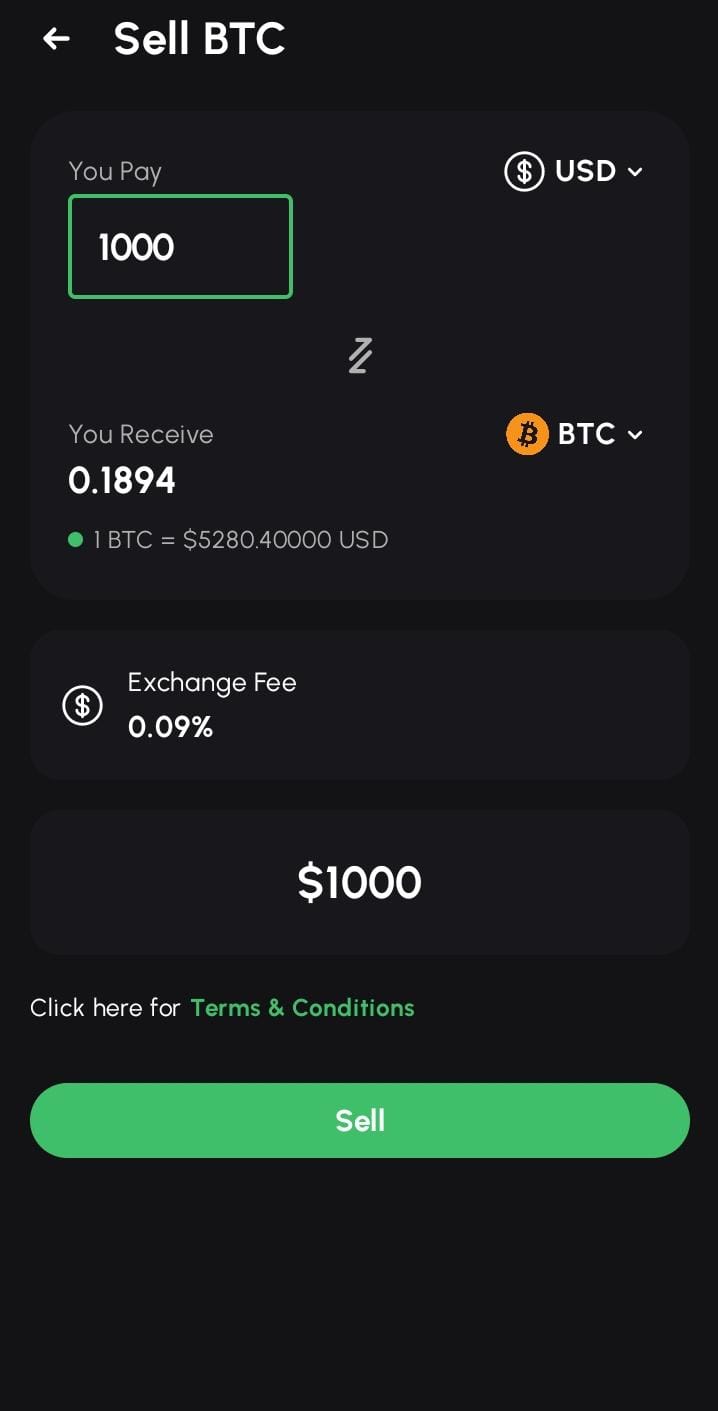 Sell BTC
You Pay
USD
1000
You Receive
BTC
0.1894
1 BTC = $5280.40000 USD
Exchange Fee
0.09%
$1000
Click here for Terms & Conditions
Sell